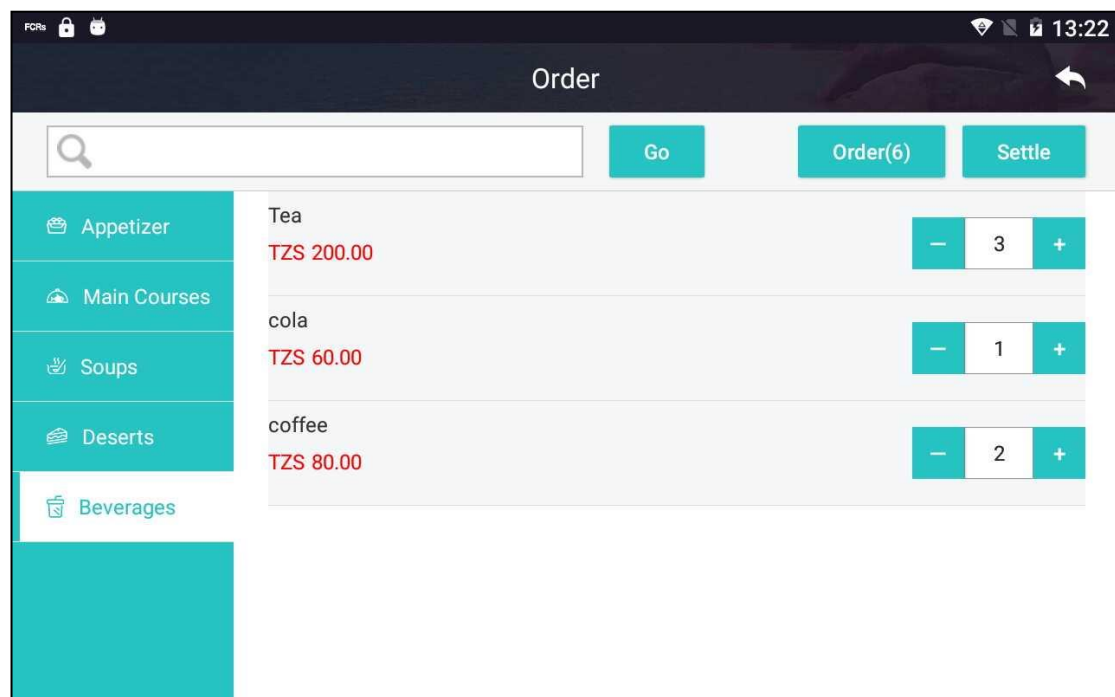 FCRs 13:22
Order
Go Order(6) Settle
Appetizer
Main Courses
Soups
Deserts
Beverages
Tea
TZS 200.00
− 3 +
cola
TZS 60.00
− 1 +
coffee
TZS 80.00
− 2 +